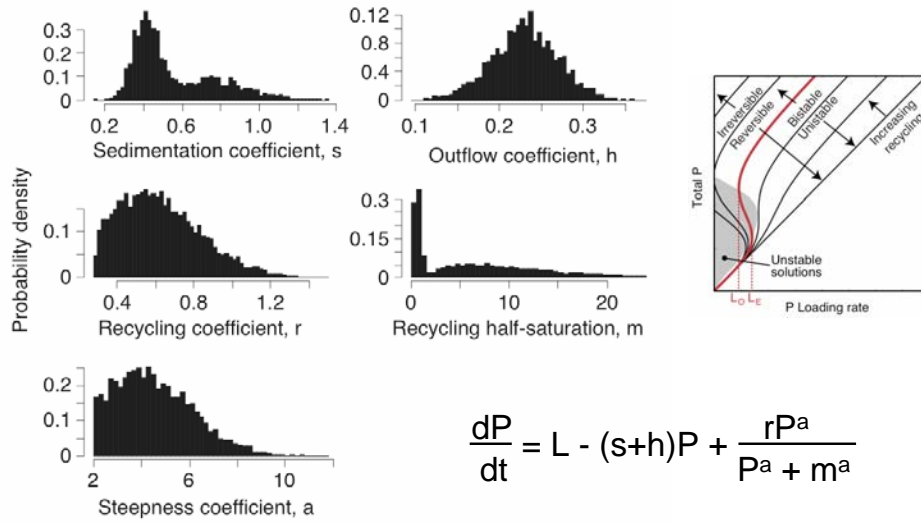 Probability density
0.3
0.2
0.1
0
0.2 0.6 1.0 1.4
Sedimentation coefficient, s
0.12
0.8
0.4
0
0.1 0.2 0.3
Outflow coefficient, h
0.1
0
0.4 0.8 1.2
Recycling coefficient, r
0.3
0.15
0
0 10 20
Recycling half-saturation, m
0.2
0.1
0
2 6 10
Steepness coefficient, a
Total P
Irreversible
Reversible
Bistable
Unistable
Increasing
recycling
Unstable
solutions
LO LE
P Loading rate
dP/dt = L - (s+h)P + rPᵃ/(Pᵃ + mᵃ)